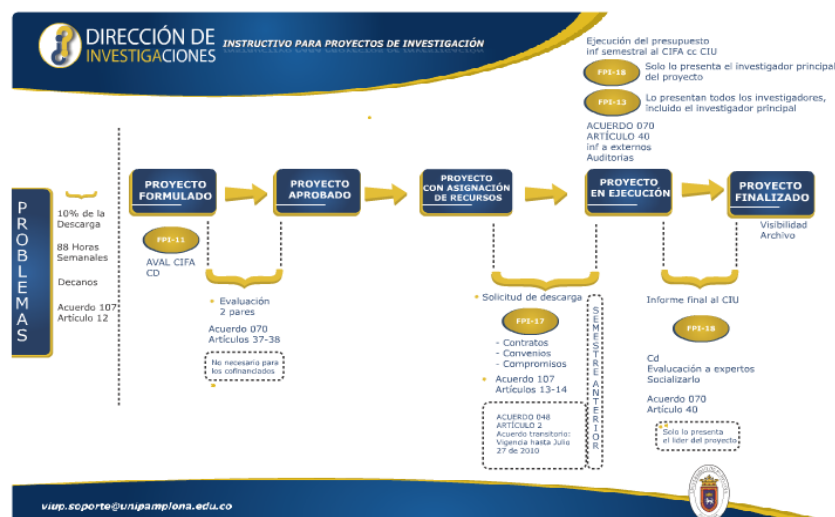 DIRECCIÓN DE
INVESTIGACIONES
INSTRUCTIVO PARA PROYECTOS DE INVESTIGACIÓN
Ejecución del presupuesto
inf semestral al CIFA cc CIU
FPI-18
Solo lo presenta el investigador principal
del proyecto
FPI-13
Lo presentan todos los investigadores,
incluido el investigador principal
ACUERDO 070
ARTÍCULO 40
inf a externos
Auditorias
PROBLEMAS
10% de la
Descarga
88 Horas
Semanales
Decanos
Acuerdo 107
Artículo 12
PROYECTO
FORMULADO
FPI-11
AVAL CIFA
CD
PROYECTO
APROBADO
Evaluación
2 pares
Acuerdo 070
Artículos 37-38
No necesario para
los cofinanciados
PROYECTO
CON ASIGNACIÓN
DE RECURSOS
Solicitud de descarga
FPI-17
- Contratos
- Convenios
- Compromisos
Acuerdo 107
Artículos 13-14
ACUERDO 048
ARTÍCULO 2
Acuerdo transitorio:
Vigencia hasta Julio
27 de 2010
SEMESTRE ANTERIOR
PROYECTO
EN EJECUCIÓN
Informe final al CIU
FPI-18
Cd
Evalucación a expertos
Socializarlo
Acuerdo 070
Artículo 40
Solo lo presenta
el líder del proyecto
PROYECTO
FINALIZADO
Visibilidad
Archivo
viup.soporte@unipamplona.edu.co